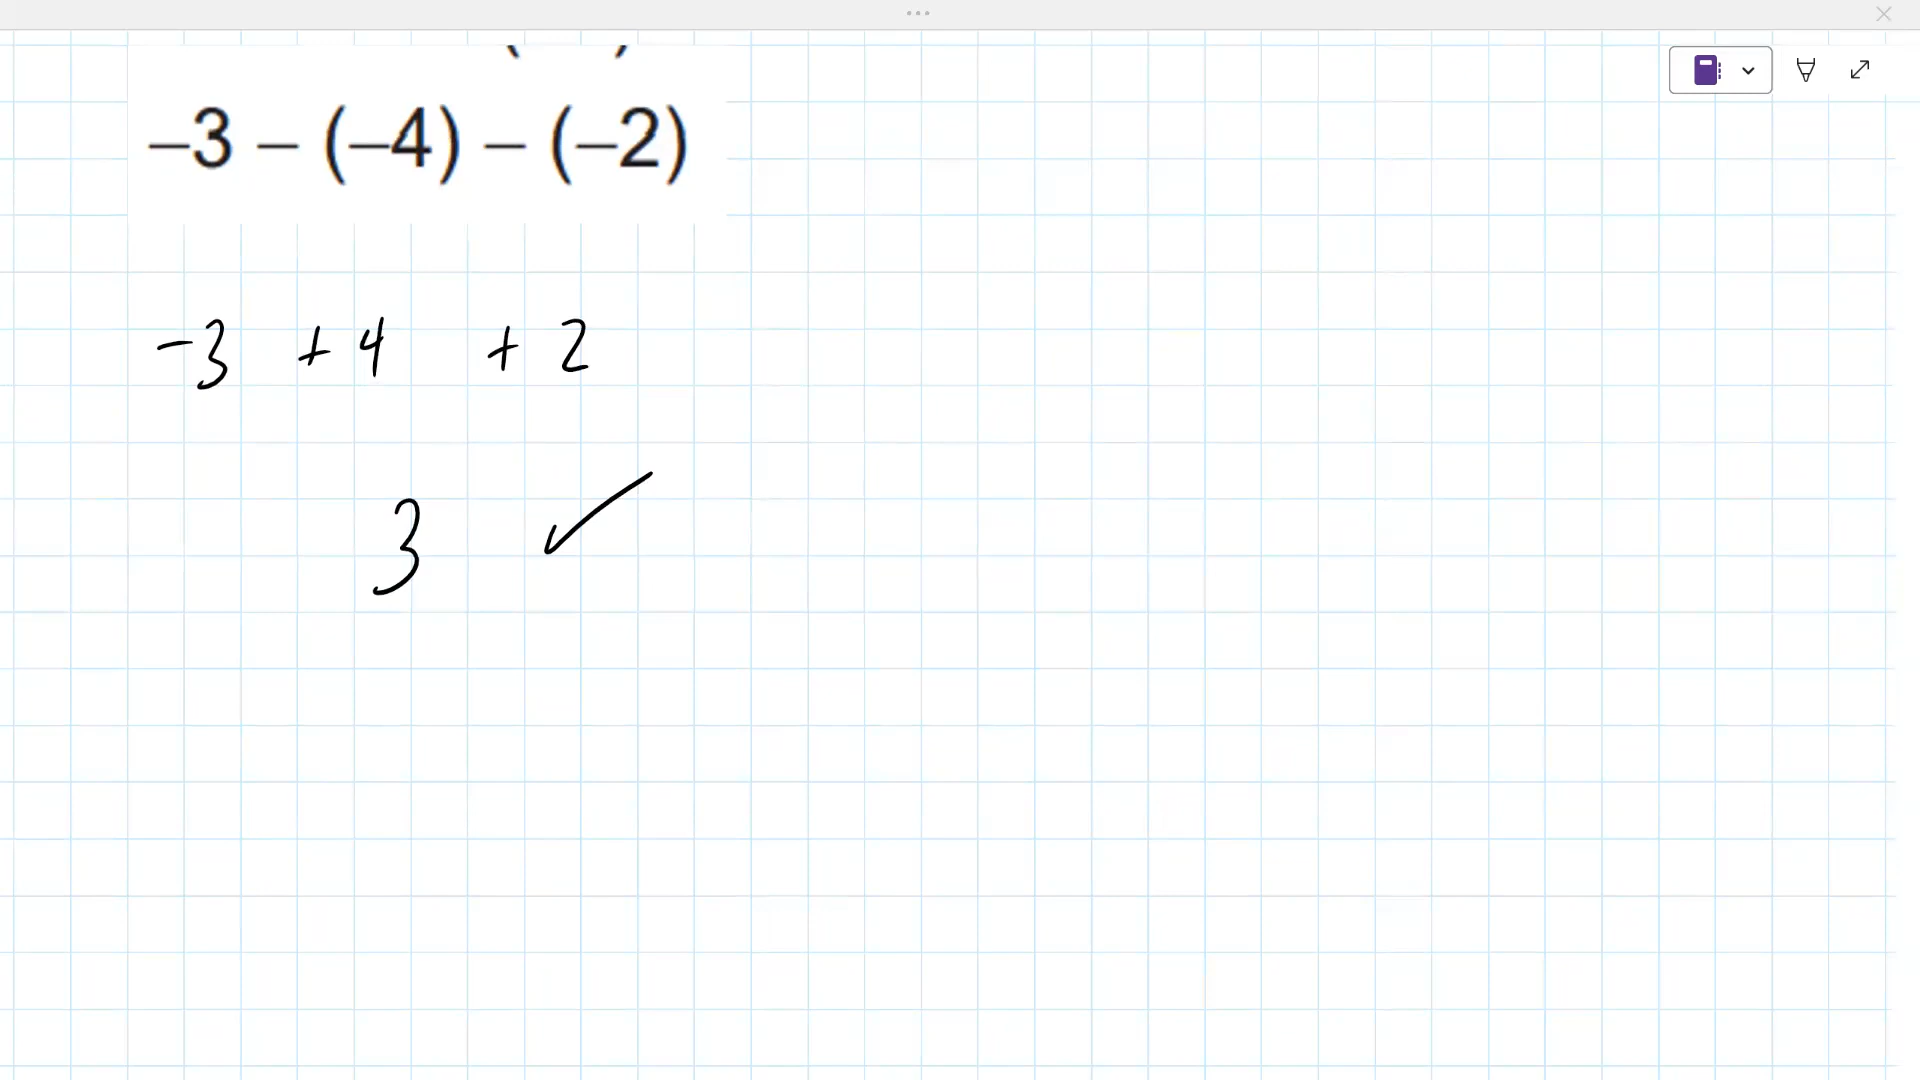 –3 – (–4) – (–2)
-3 + 4 + 2
3 ✓